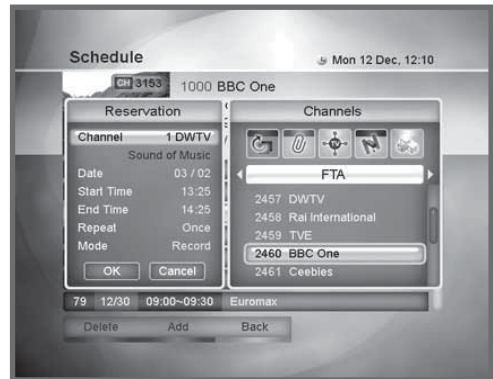 Schedule
Mon 12 Dec, 12:10
CH 3153 1000 BBC One
Reservation
Channel 1 DWTV
Sound of Music
Date 03 / 02
Start Time 13:25
End Time 14:25
Repeat Once
Mode Record
OK Cancel
Channels
TV
FTA
2457 DWTV
2458 Rai International
2459 TVE
2460 BBC One
2461 Ceebies
79 12/30 09:00~09:30 Euromax
Delete Add Back